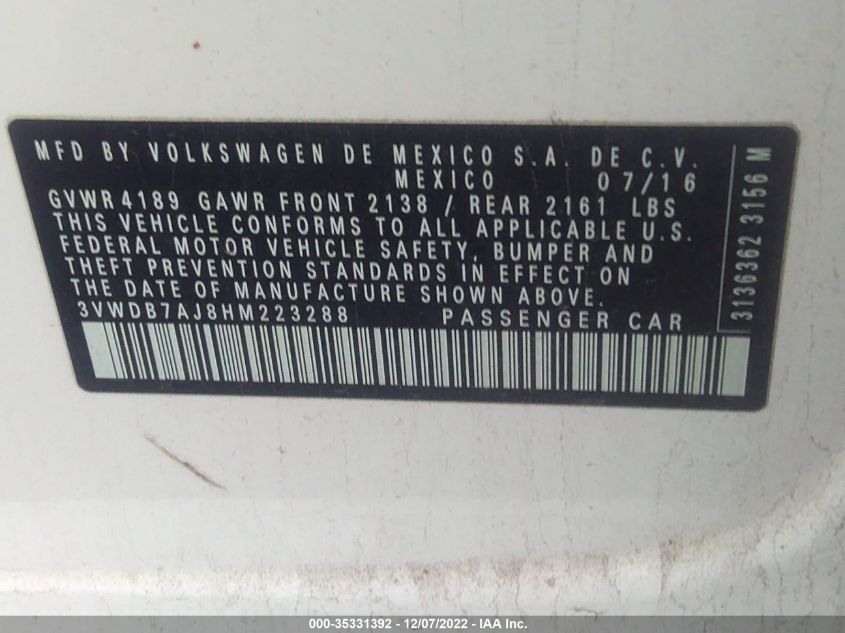 MFD BY VOLKSWAGEN DE MEXICO S.A. DE C.V.
MEXICO 07/16
GVWR 4189 GAWR FRONT 2138 / REAR 2161 LBS
THIS VEHICLE CONFORMS TO ALL APPLICABLE U.S.
FEDERAL MOTOR VEHICLE SAFETY, BUMPER AND
THEFT PREVENTION STANDARDS IN EFFECT ON
THE DATE OF MANUFACTURE SHOWN ABOVE.
3VWDB7AJ8HM223288 PASSENGER CAR
3136362 3156 M
000-35331392 - 12/07/2022 - IAA Inc.